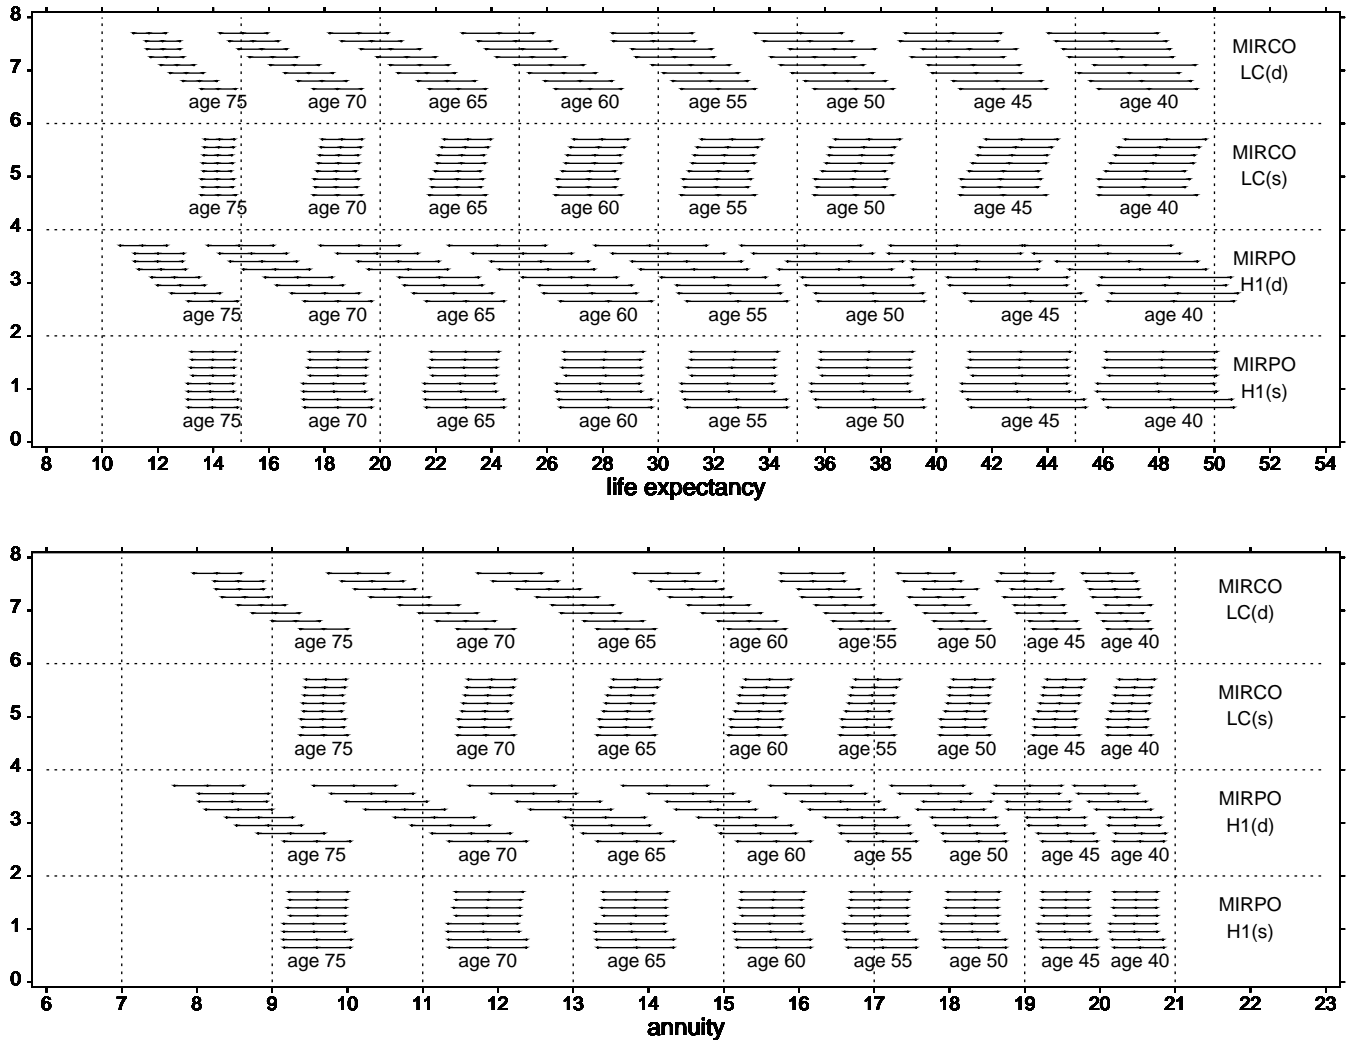 8
MIRCO
LC(d)
7
age 75 age 70 age 65 age 60 age 55 age 50 age 45 age 40
6
MIRCO
LC(s)
5
age 75 age 70 age 65 age 60 age 55 age 50 age 45 age 40
4
MIRPO
H1(d)
3
age 75 age 70 age 65 age 60 age 55 age 50 age 45 age 40
2
MIRPO
H1(s)
1
age 75 age 70 age 65 age 60 age 55 age 50 age 45 age 40
0
8 10 12 14 16 18 20 22 24 26 28 30 32 34 36 38 40 42 44 46 48 50 52 54
life expectancy
8
MIRCO
LC(d)
7
age 75 age 70 age 65 age 60 age 55 age 50 age 45 age 40
6
MIRCO
LC(s)
5
age 75 age 70 age 65 age 60 age 55 age 50 age 45 age 40
4
MIRPO
H1(d)
3
age 75 age 70 age 65 age 60 age 55 age 50 age 45 age 40
2
MIRPO
H1(s)
1
age 75 age 70 age 65 age 60 age 55 age 50 age 45 age 40
0
6 7 8 9 10 11 12 13 14 15 16 17 18 19 20 21 22 23
annuity